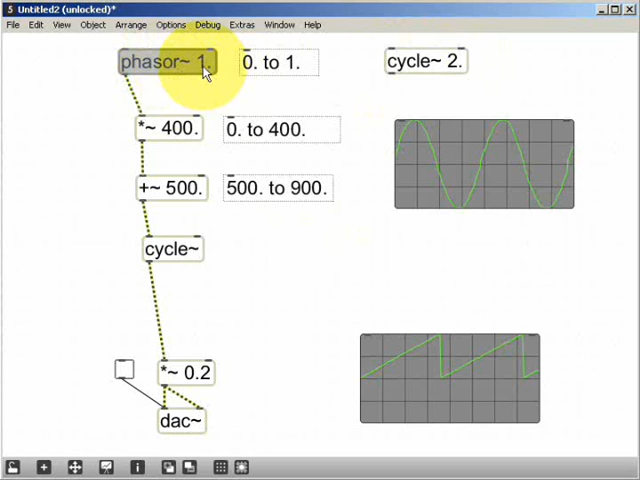 5 Untitled2 (unlocked)*
File Edit View Object Arrange Options Debug Extras Window Help
phasor~ 1. 0. to 1. cycle~ 2.
*~ 400. 0. to 400.
+~ 500. 500. to 900.
cycle~
*~ 0.2
dac~